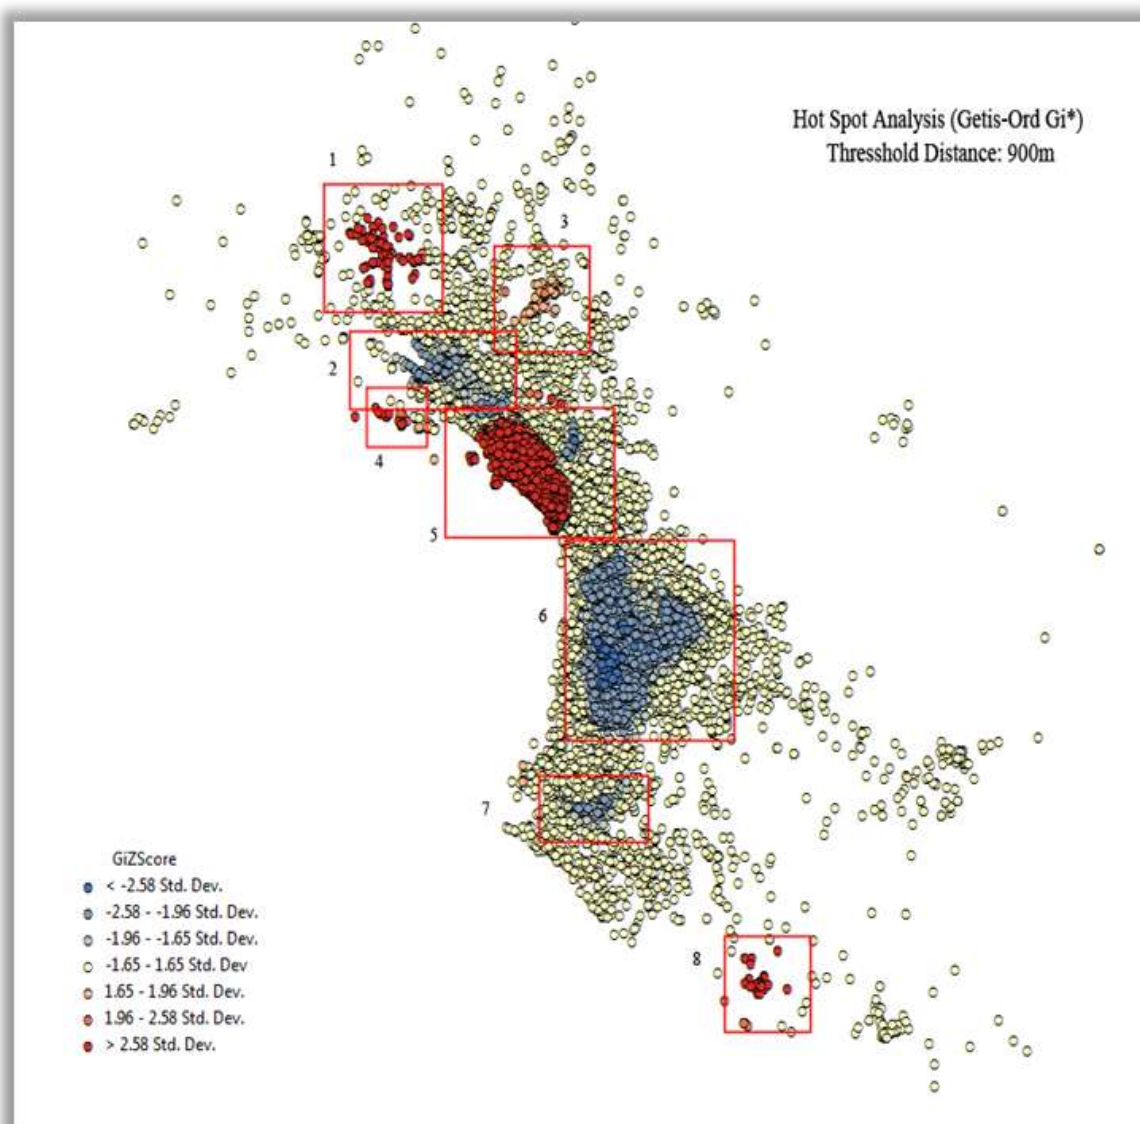 Hot Spot Analysis (Getis-Ord Gi*)
Thresshold Distance: 900m
1
3
2
4
5
6
7
8
GiZScore
< -2.58 Std. Dev.
-2.58 - -1.96 Std. Dev.
-1.96 - -1.65 Std. Dev.
-1.65 - 1.65 Std. Dev
1.65 - 1.96 Std. Dev.
1.96 - 2.58 Std. Dev.
> 2.58 Std. Dev.